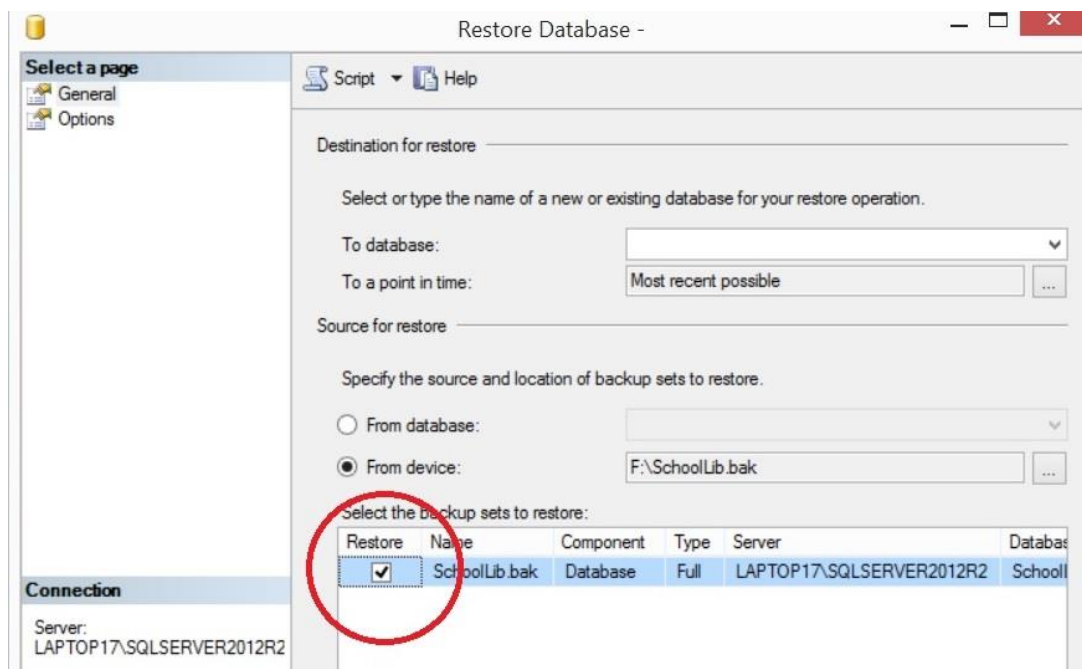 Restore Database -
Select a page
General
Options
Script Help
Destination for restore
Select or type the name of a new or existing database for your restore operation.
To database:
To a point in time: Most recent possible ...
Source for restore
Specify the source and location of backup sets to restore.
From database:
From device: F:\SchoolLib.bak ...
Select the backup sets to restore:
Restore Name Component Type Server Databas
SchoolLib.bak Database Full LAPTOP17\SQLSERVER2012R2 Schooll
Connection
Server:
LAPTOP17\SQLSERVER2012R2